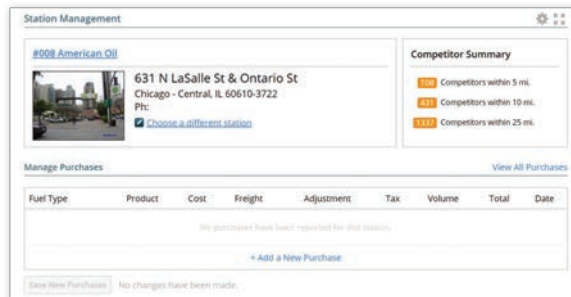 Station Management
#008 American Oil
631 N LaSalle St & Ontario St
Chicago - Central, IL 60610-3722
Ph:
Choose a different station
Competitor Summary
108 Competitors within 5 mi.
431 Competitors within 10 mi.
1337 Competitors within 25 mi.
Manage Purchases View All Purchases
Fuel Type Product Cost Freight Adjustment Tax Volume Total Date
No purchases have been reported for this station.
+ Add a New Purchase
Save New Purchases No changes have been made.